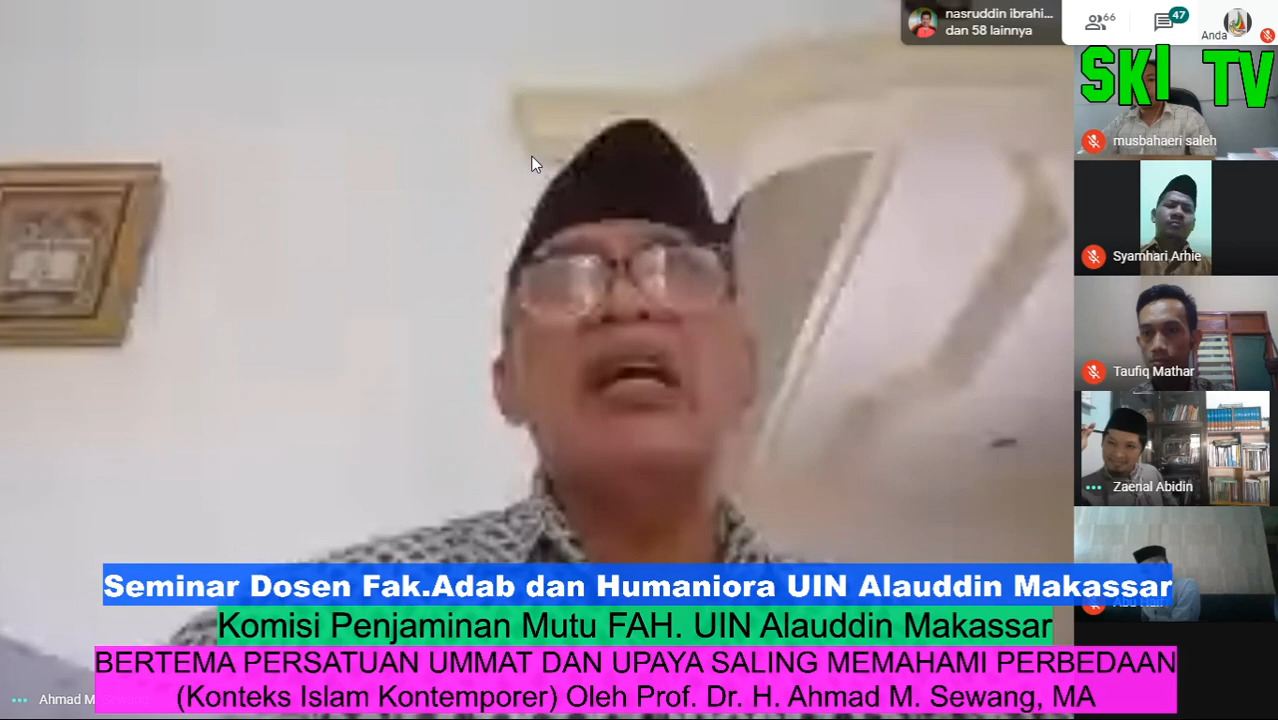 nasruddin ibrahi...
dan 58 lainnya
66
47
Anda
SKI TV
musbahaeri saleh
Syamhari Arhie
Taufiq Mathar
Zaenal Abidin
Seminar Dosen Fak.Adab dan Humaniora UIN Alauddin Makassar
Komisi Penjaminan Mutu FAH. UIN Alauddin Makassar
BERTEMA PERSATUAN UMMAT DAN UPAYA SALING MEMAHAMI PERBEDAAN
(Konteks Islam Kontemporer) Oleh Prof. Dr. H. Ahmad M. Sewang, MA
Ahmad M. Sewang